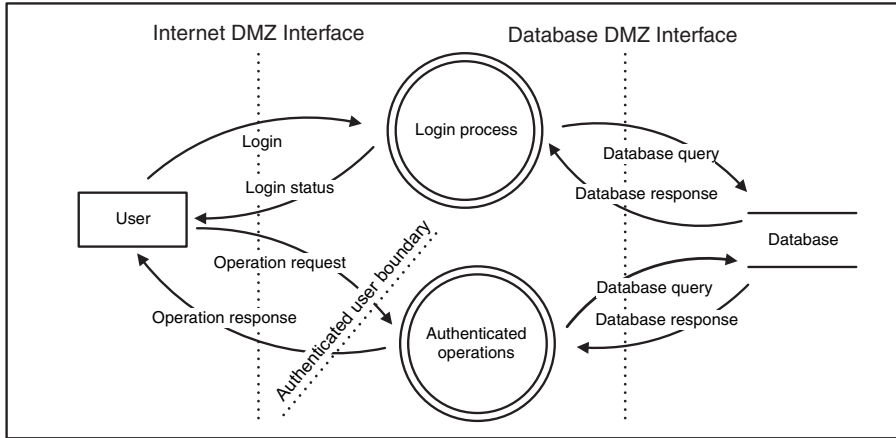 Internet DMZ Interface
Database DMZ Interface
Login process
Login
Database query
Login status
Database response
User
Database
Operation request
Authenticated user boundary
Database query
Operation response
Database response
Authenticated
operations